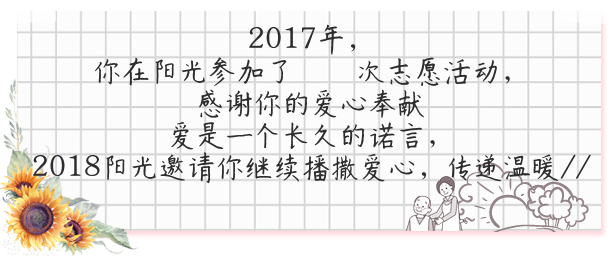 2017年，
你在阳光参加了    次志愿活动，
感谢你的爱心奉献
爱是一个长久的诺言，
2018阳光邀请你继续播撒爱心，传递温暖//